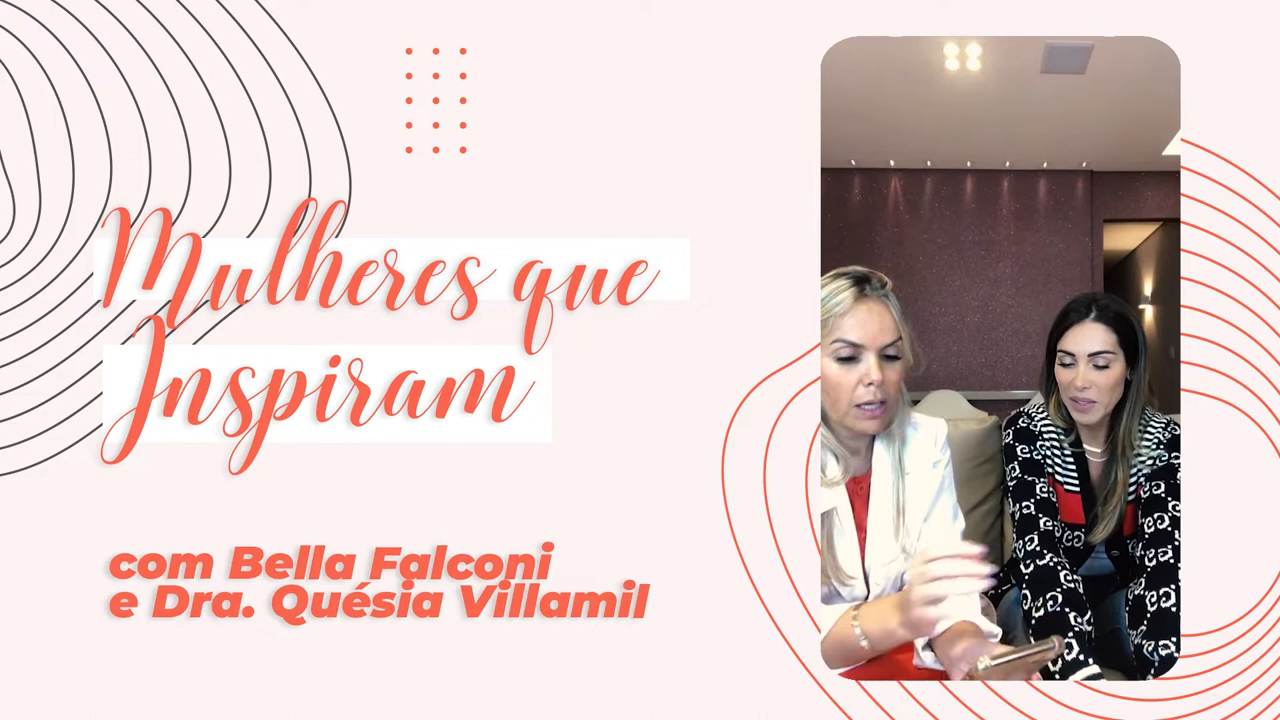 Mulheres que
Inspiram
com Bella Falconi
e Dra. Quésia Villamil